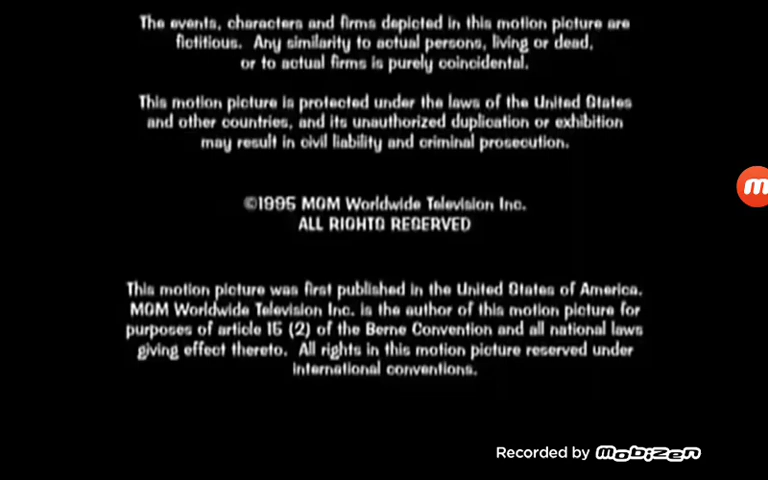 The events, characters and firms depicted in this motion picture are
fictitious. Any similarity to actual persons, living or dead,
or to actual firms is purely coincidental.
This motion picture is protected under the laws of the United States
and other countries, and its unauthorized duplication or exhibition
may result in civil liability and criminal prosecution.
©1995 MGM Worldwide Television Inc.
ALL RIGHTS RESERVED
This motion picture was first published in the United States of America.
MGM Worldwide Television Inc. is the author of this motion picture for
purposes of article 15 (2) of the Berne Convention and all national laws
giving effect thereto. All rights in this motion picture reserved under
international conventions.
m
Recorded by mobizen